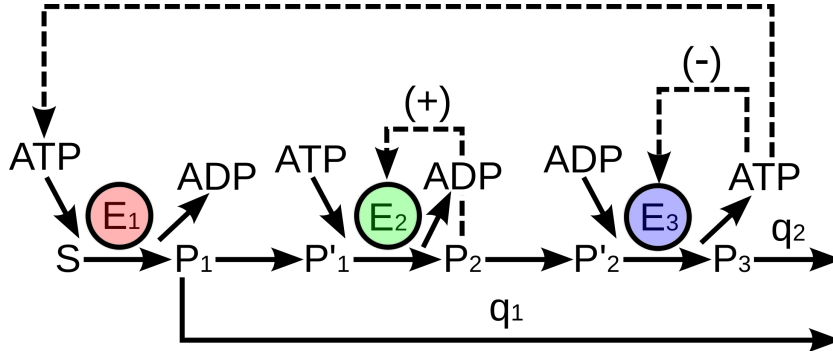 (+)
(-)
ATP
ADP
ATP
ADP
ADP
ATP
E1
E2
E3
S
P1
P'1
P2
P'2
P3
q2
q1